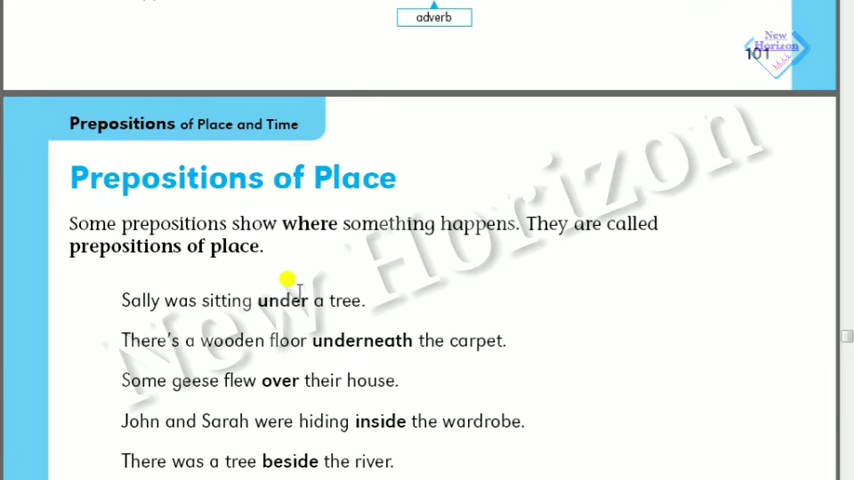 adverb
New
Horizon
101
Prepositions of Place and Time
Prepositions of Place
Some prepositions show where something happens. They are called
prepositions of place.
Sally was sitting under a tree.
There's a wooden floor underneath the carpet.
Some geese flew over their house.
John and Sarah were hiding inside the wardrobe.
There was a tree beside the river.
New Horizon